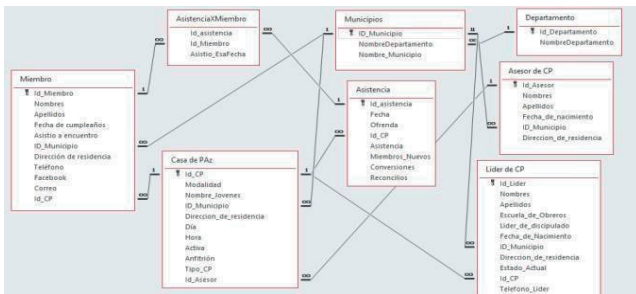 AsistenciaXMiembro
Id_asistencia
Id_Miembro
Asistio_EsaFecha
Municipios
ID_Municipio
NombreDepartamento
Nombre_Municipio
Departamento
Id_Departamento
NombreDepartamento
Miembro
Id_Miembro
Nombres
Apellidos
Fecha de cumpleaños
Asistio a encuentro
ID_Municipio
Dirección de residencia
Teléfono
Facebook
Correo
Id_CP
Casa de PAz
Id_CP
Modalidad
Nombre_Jovenes
ID_Municipio
Direccion_de_residencia
Día
Hora
Activa
Anfitrión
Tipo_CP
Id_Asesor
Asistencia
Id_asistencia
Fecha
Ofrenda
Id_CP
Asistencia
Miembros_Nuevos
Conversiones
Reconcilios
Asesor de CP
Id_Asesor
Nombres
Apellidos
Fecha_de_nacimiento
ID_Municipio
Direccion_de_residencia
Lider de CP
Id_Lider
Nombres
Apellidos
Escuela_de_Obreros
Lider_de_discipulado
Fecha_de_Nacimiento
ID_Municipio
Direccion_de_residencia
Estado_Actual
Id_CP
Telefono_Lider